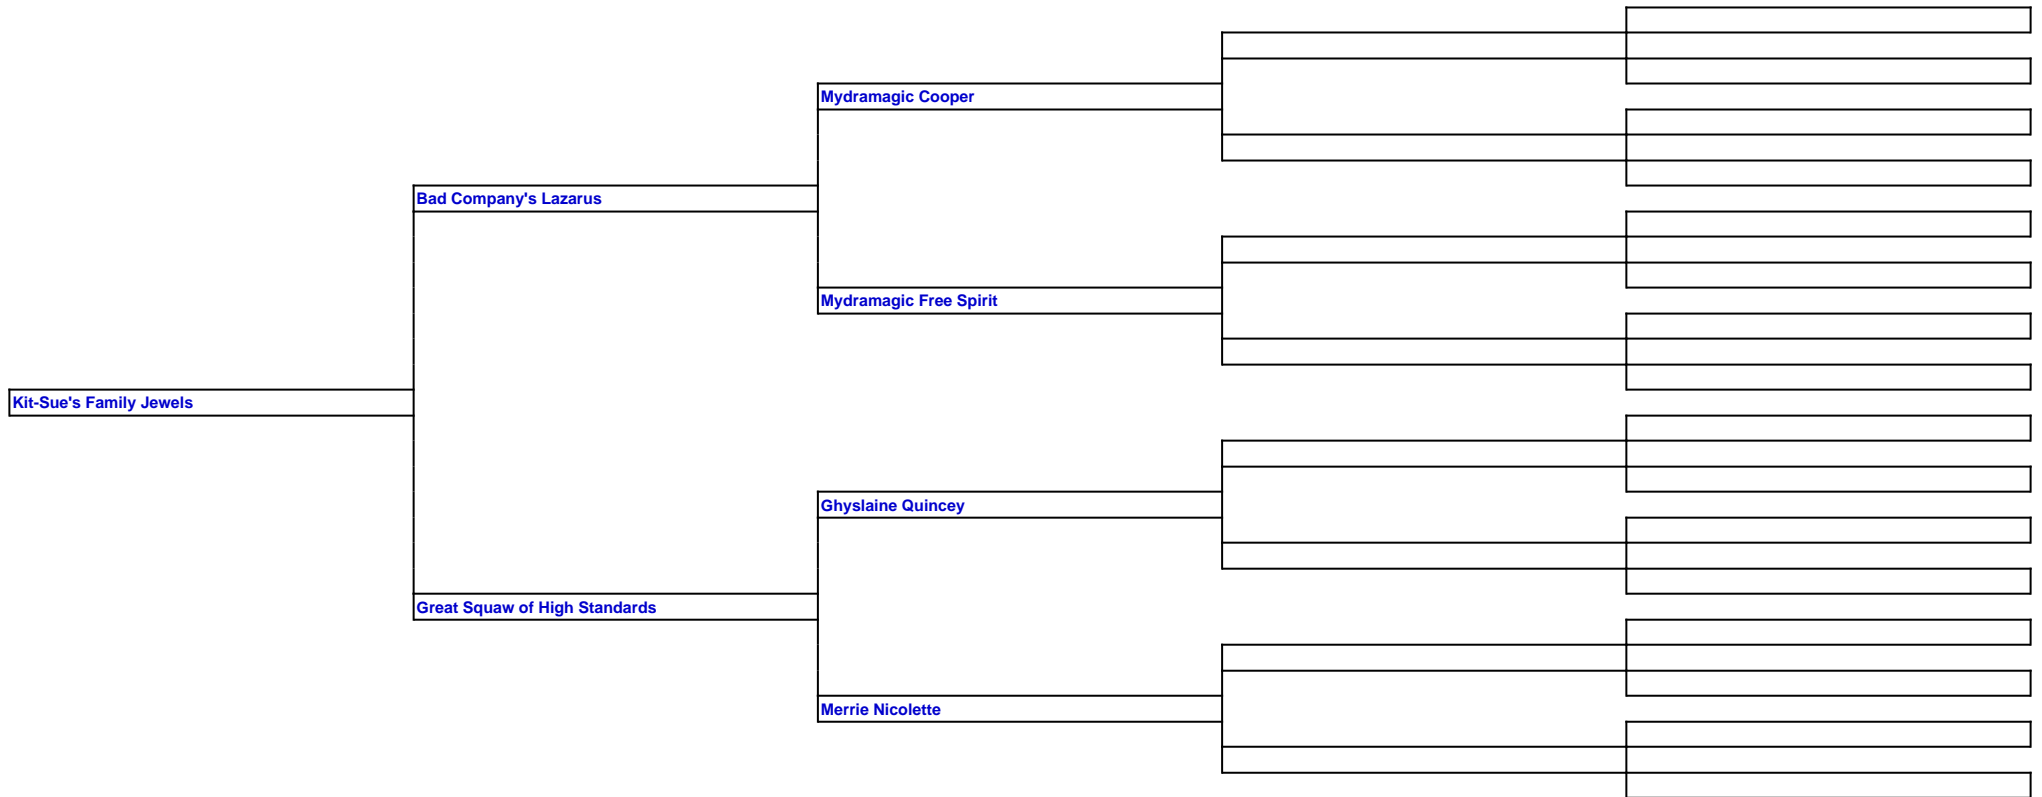 Mydramagic Cooper
Bad Company's Lazarus
Mydramagic Free Spirit
Kit-Sue's Family Jewels
Ghyslaine Quincey
Great Squaw of High Standards
Merrie Nicolette